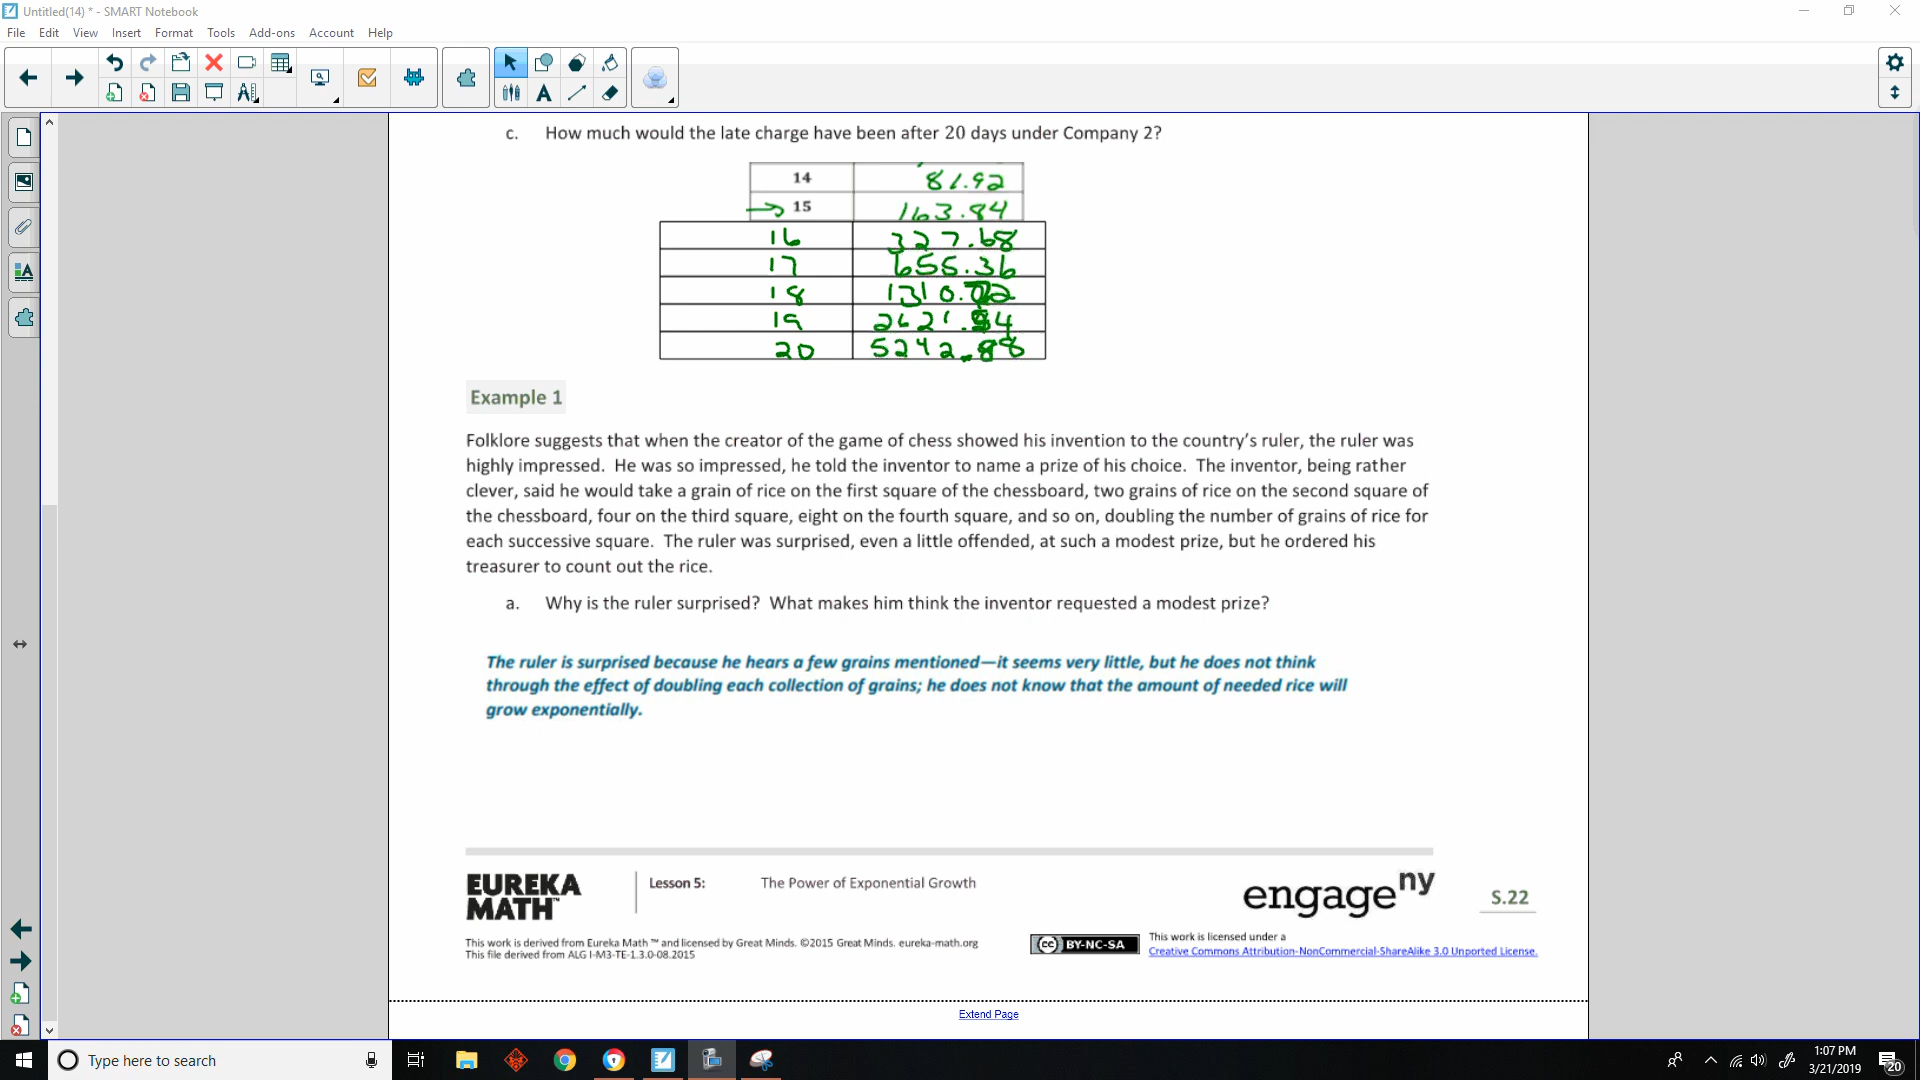 Untitled(14) * - SMART Notebook
File Edit View Insert Format Tools Add-ons Account Help
c. How much would the late charge have been after 20 days under Company 2?
14 81.92
→ 15 163.84
16 327.68
17 655.36
18 1310.72
19 2621.44
20 5242.88
Example 1
Folklore suggests that when the creator of the game of chess showed his invention to the country's ruler, the ruler was
highly impressed. He was so impressed, he told the inventor to name a prize of his choice. The inventor, being rather
clever, said he would take a grain of rice on the first square of the chessboard, two grains of rice on the second square of
the chessboard, four on the third square, eight on the fourth square, and so on, doubling the number of grains of rice for
each successive square. The ruler was surprised, even a little offended, at such a modest prize, but he ordered his
treasurer to count out the rice.
a. Why is the ruler surprised? What makes him think the inventor requested a modest prize?
The ruler is surprised because he hears a few grains mentioned—it seems very little, but he does not think
through the effect of doubling each collection of grains; he does not know that the amount of needed rice will
grow exponentially.
EUREKA
MATH™
Lesson 5: The Power of Exponential Growth
engage ny
S.22
This work is derived from Eureka Math ™ and licensed by Great Minds. ©2015 Great Minds. eureka-math.org
This file derived from ALG I-M3-TE-1.3.0-08.2015
cc BY-NC-SA
This work is licensed under a
Creative Commons Attribution-NonCommercial-ShareAlike 3.0 Unported License.
Extend Page
Type here to search
1:07 PM
3/21/2019
20